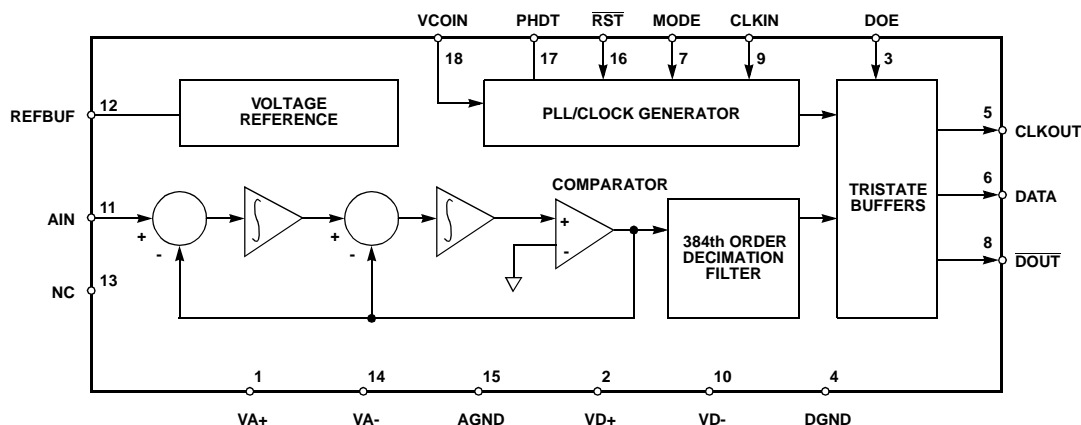 VCOIN PHDT RST MODE CLKIN DOE
18 17 16 7 9 3
12
REFBUF
VOLTAGE
REFERENCE
PLL/CLOCK GENERATOR
5
CLKOUT
COMPARATOR
6
DATA
TRISTATE
BUFFERS
11
AIN
+ ∫ + ∫ +
- - -
384th ORDER
DECIMATION
FILTER
8
DOUT
13
NC
1 14 15 2 10 4
VA+ VA- AGND VD+ VD- DGND